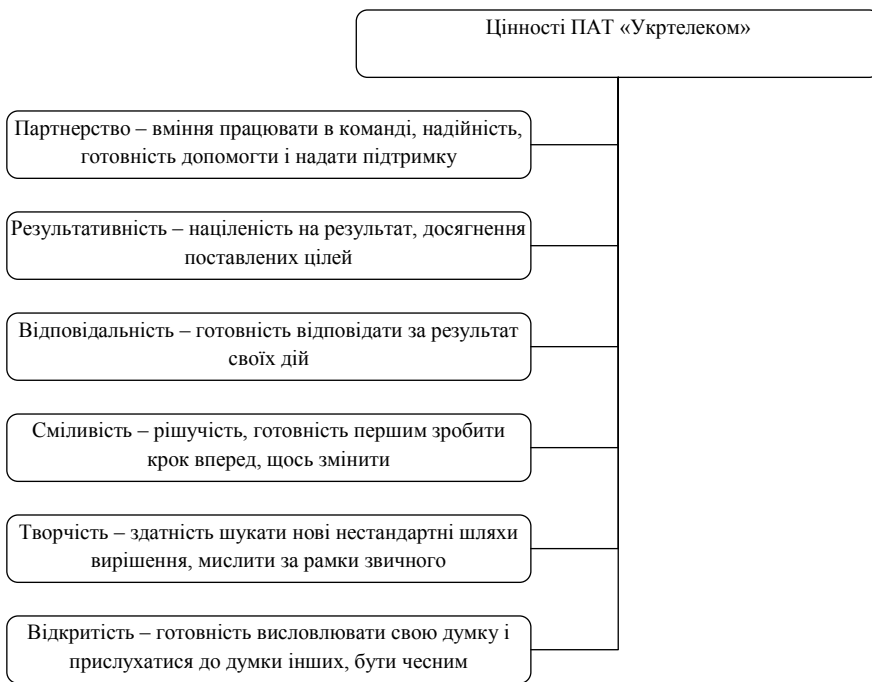 Цінності ПАТ «Укртелеком»
Партнерство – вміння працювати в команді, надійність,
готовність допомогти і надати підтримку
Результативність – націленість на результат, досягнення
поставлених цілей
Відповідальність – готовність відповідати за результат
своїх дій
Сміливість – рішучість, готовність першим зробити
крок вперед, щось змінити
Творчість – здатність шукати нові нестандартні шляхи
вирішення, мислити за рамки звичного
Відкритість – готовність висловлювати свою думку і
прислухатися до думки інших, бути чесним